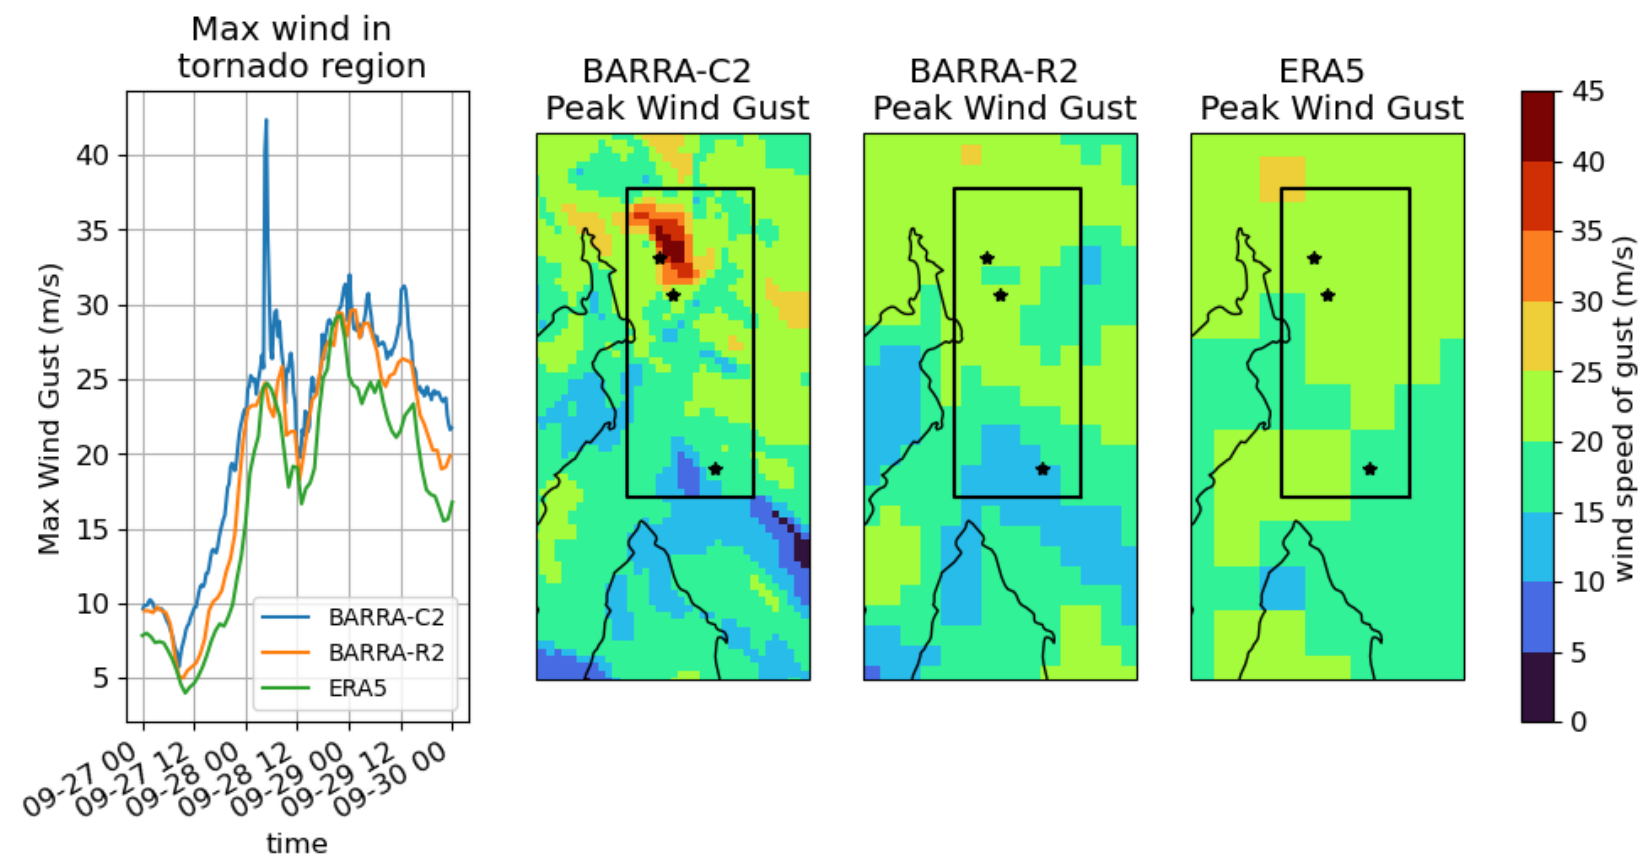 Max wind in
tornado region
Max Wind Gust (m/s)
40
35
30
25
20
15
10
5
BARRA-C2
BARRA-R2
ERA5
09-27 00
09-27 12
09-28 00
09-28 12
09-29 00
09-29 12
09-30 00
time
BARRA-C2
Peak Wind Gust
BARRA-R2
Peak Wind Gust
ERA5
Peak Wind Gust
45
40
35
30
25
20
15
10
5
0
wind speed of gust (m/s)